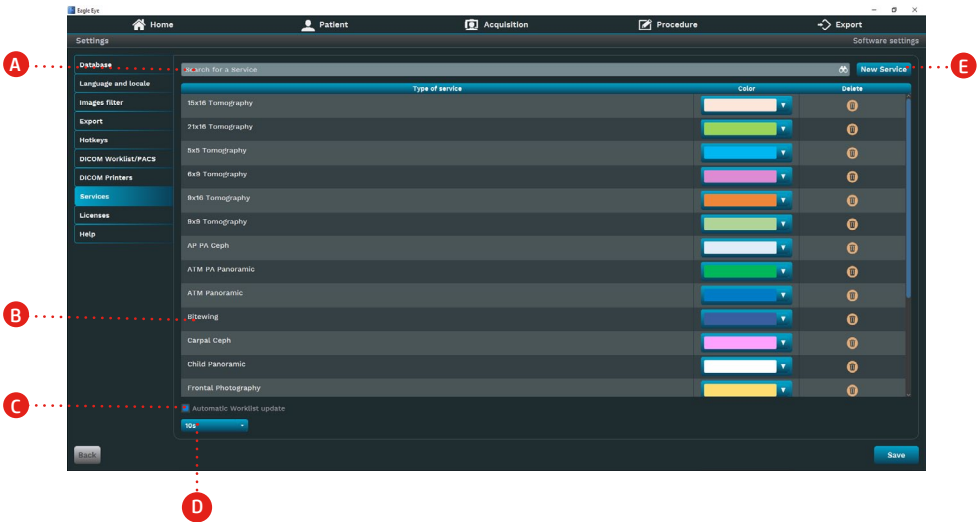 Eagle Eye
Home Patient Acquisition Procedure Export
Settings Software settings
A Database Search for a Service New Service E
Language and locale Type of service Color Delete
Images filter 15x16 Tomography
Export 21x16 Tomography
Hotkeys
DICOM Worklist/PACS 5x5 Tomography
DICOM Printers 6x9 Tomography
Services 9x16 Tomography
Licenses 9x9 Tomography
Help
AP PA Ceph
ATM PA Panoramic
ATM Panoramic
B Bitewing
Carpal Ceph
Child Panoramic
Frontal Photography
C Automatic Worklist update
10s
Back Save
D